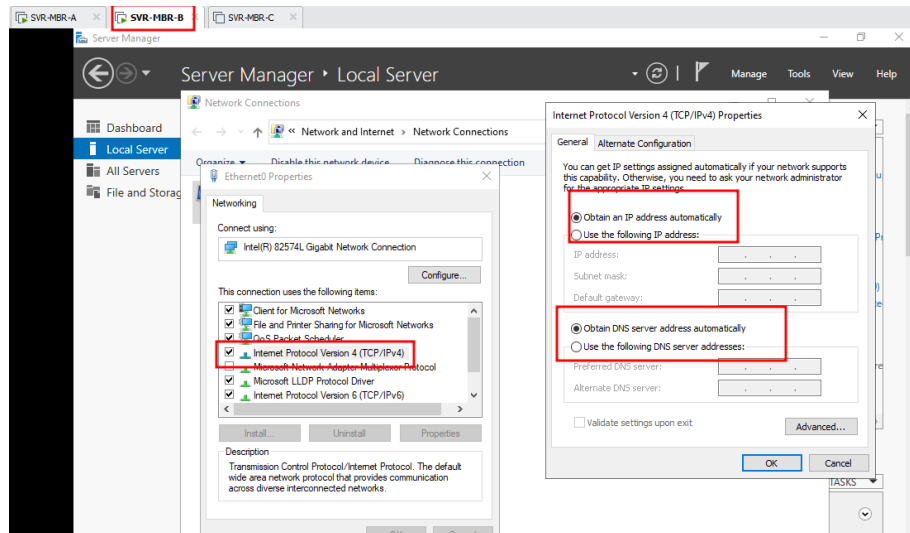 SVR-MBR-A
SVR-MBR-B
SVR-MBR-C
Server Manager
Server Manager • Local Server
Manage Tools View Help
Dashboard
Local Server
All Servers
File and Storag
Network Connections
« Network and Internet › Network Connections
Organize Disable this network device Diagnose this connection
Ethernet0 Properties
Networking
Connect using:
Intel(R) 82574L Gigabit Network Connection
Configure...
This connection uses the following items:
Client for Microsoft Networks
File and Printer Sharing for Microsoft Networks
QoS Packet Scheduler
Internet Protocol Version 4 (TCP/IPv4)
Microsoft Network Adapter Multiplexor Protocol
Microsoft LLDP Protocol Driver
Internet Protocol Version 6 (TCP/IPv6)
Install... Uninstall Properties
Description
Transmission Control Protocol/Internet Protocol. The default
wide area network protocol that provides communication
across diverse interconnected networks.
Internet Protocol Version 4 (TCP/IPv4) Properties
General Alternate Configuration
You can get IP settings assigned automatically if your network supports
this capability. Otherwise, you need to ask your network administrator
for the appropriate IP settings.
Obtain an IP address automatically
Use the following IP address:
IP address:
Subnet mask:
Default gateway:
Obtain DNS server address automatically
Use the following DNS server addresses:
Preferred DNS server:
Alternate DNS server:
Validate settings upon exit
Advanced...
OK Cancel
TASKS